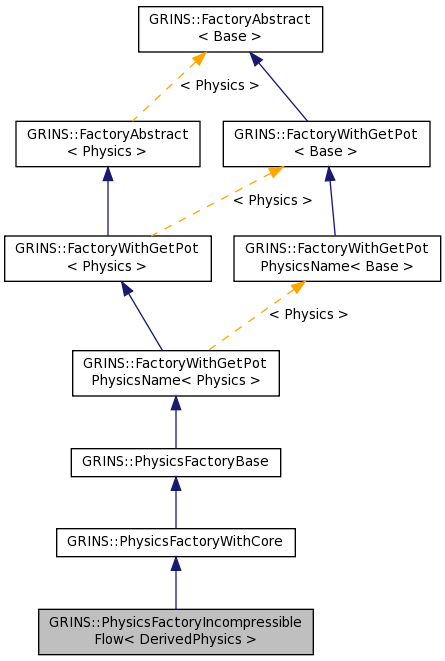 GRINS::FactoryAbstract
< Base >
< Physics >
GRINS::FactoryAbstract
< Physics >
GRINS::FactoryWithGetPot
< Base >
< Physics >
GRINS::FactoryWithGetPot
< Physics >
GRINS::FactoryWithGetPot
PhysicsName< Base >
< Physics >
GRINS::FactoryWithGetPot
PhysicsName< Physics >
GRINS::PhysicsFactoryBase
GRINS::PhysicsFactoryWithCore
GRINS::PhysicsFactoryIncompressible
Flow< DerivedPhysics >